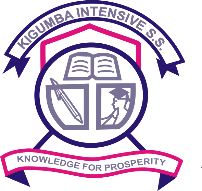 KIGUMBA INTENSIVE S.S.
KNOWLEDGE FOR PROSPERITY